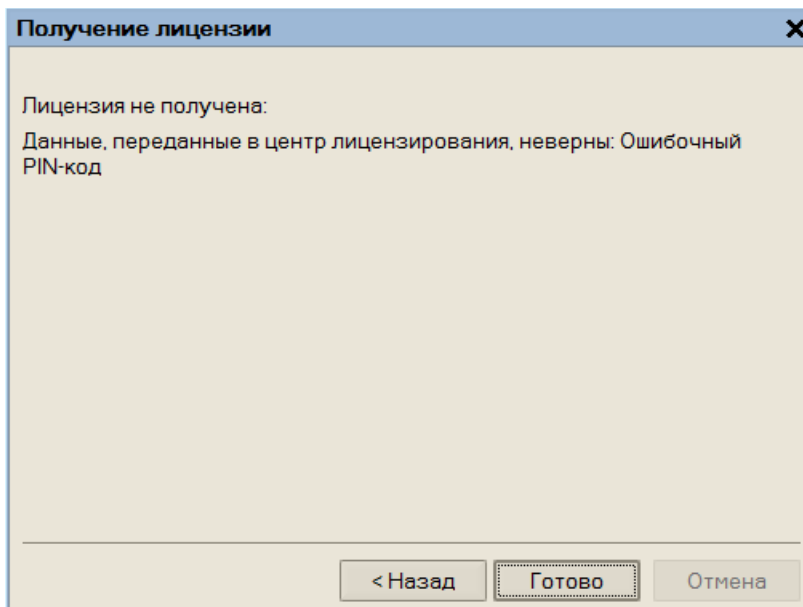 Получение лицензии
Лицензия не получена:
Данные, переданные в центр лицензирования, неверны: Ошибочный
PIN-код
< Назад Готово Отмена